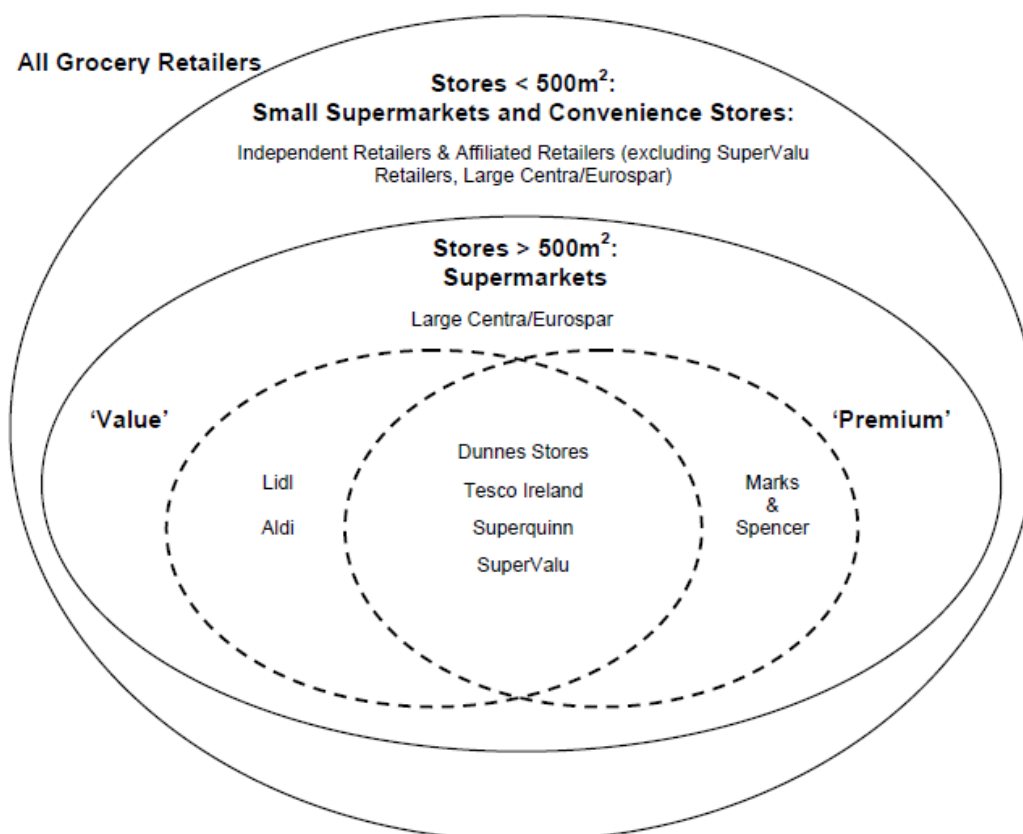 All Grocery Retailers
Stores < 500m²:
Small Supermarkets and Convenience Stores:
Independent Retailers & Affiliated Retailers (excluding SuperValu
Retailers, Large Centra/Eurospar)
Stores > 500m²:
Supermarkets
Large Centra/Eurospar
‘Value’
‘Premium’
Lidl
Aldi
Dunnes Stores
Tesco Ireland
Superquinn
SuperValu
Marks
&
Spencer